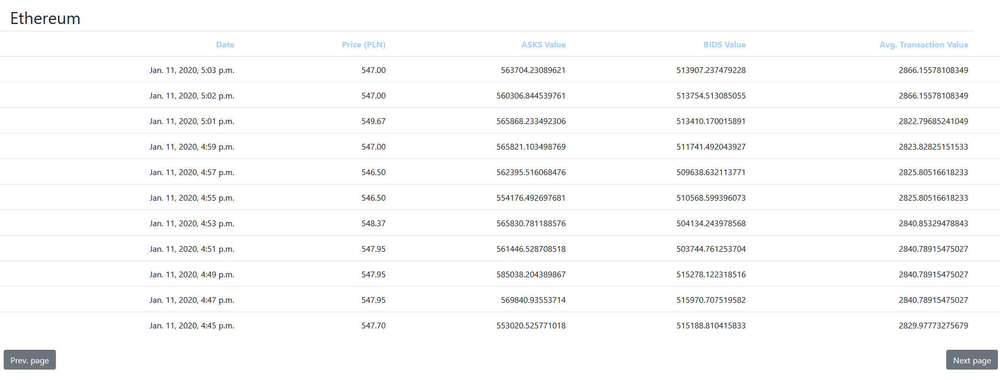 Ethereum
Date Price (PLN) ASKS Value BIDS Value Avg. Transaction Value
Jan. 11, 2020, 5:03 p.m. 547.00 563704.23089621 513907.237479228 2866.15578108349
Jan. 11, 2020, 5:02 p.m. 547.00 560306.844539761 513754.513085055 2866.15578108349
Jan. 11, 2020, 5:01 p.m. 549.67 565868.233492306 513410.170015891 2822.79685241049
Jan. 11, 2020, 4:59 p.m. 547.00 565821.103498769 511741.492043927 2823.82825151533
Jan. 11, 2020, 4:57 p.m. 546.50 562395.516068476 509638.632113771 2825.80516618233
Jan. 11, 2020, 4:55 p.m. 546.50 554176.492697681 510568.599396073 2825.80516618233
Jan. 11, 2020, 4:53 p.m. 548.37 565830.781188576 504134.243978568 2840.85329478843
Jan. 11, 2020, 4:51 p.m. 547.95 561446.528708518 503744.761253704 2840.78915475027
Jan. 11, 2020, 4:49 p.m. 547.95 585038.204389867 515278.122318516 2840.78915475027
Jan. 11, 2020, 4:47 p.m. 547.95 569840.93553714 515970.707519582 2840.78915475027
Jan. 11, 2020, 4:45 p.m. 547.70 553020.525771018 515188.810415833 2829.97773275679
Prev. page Next page